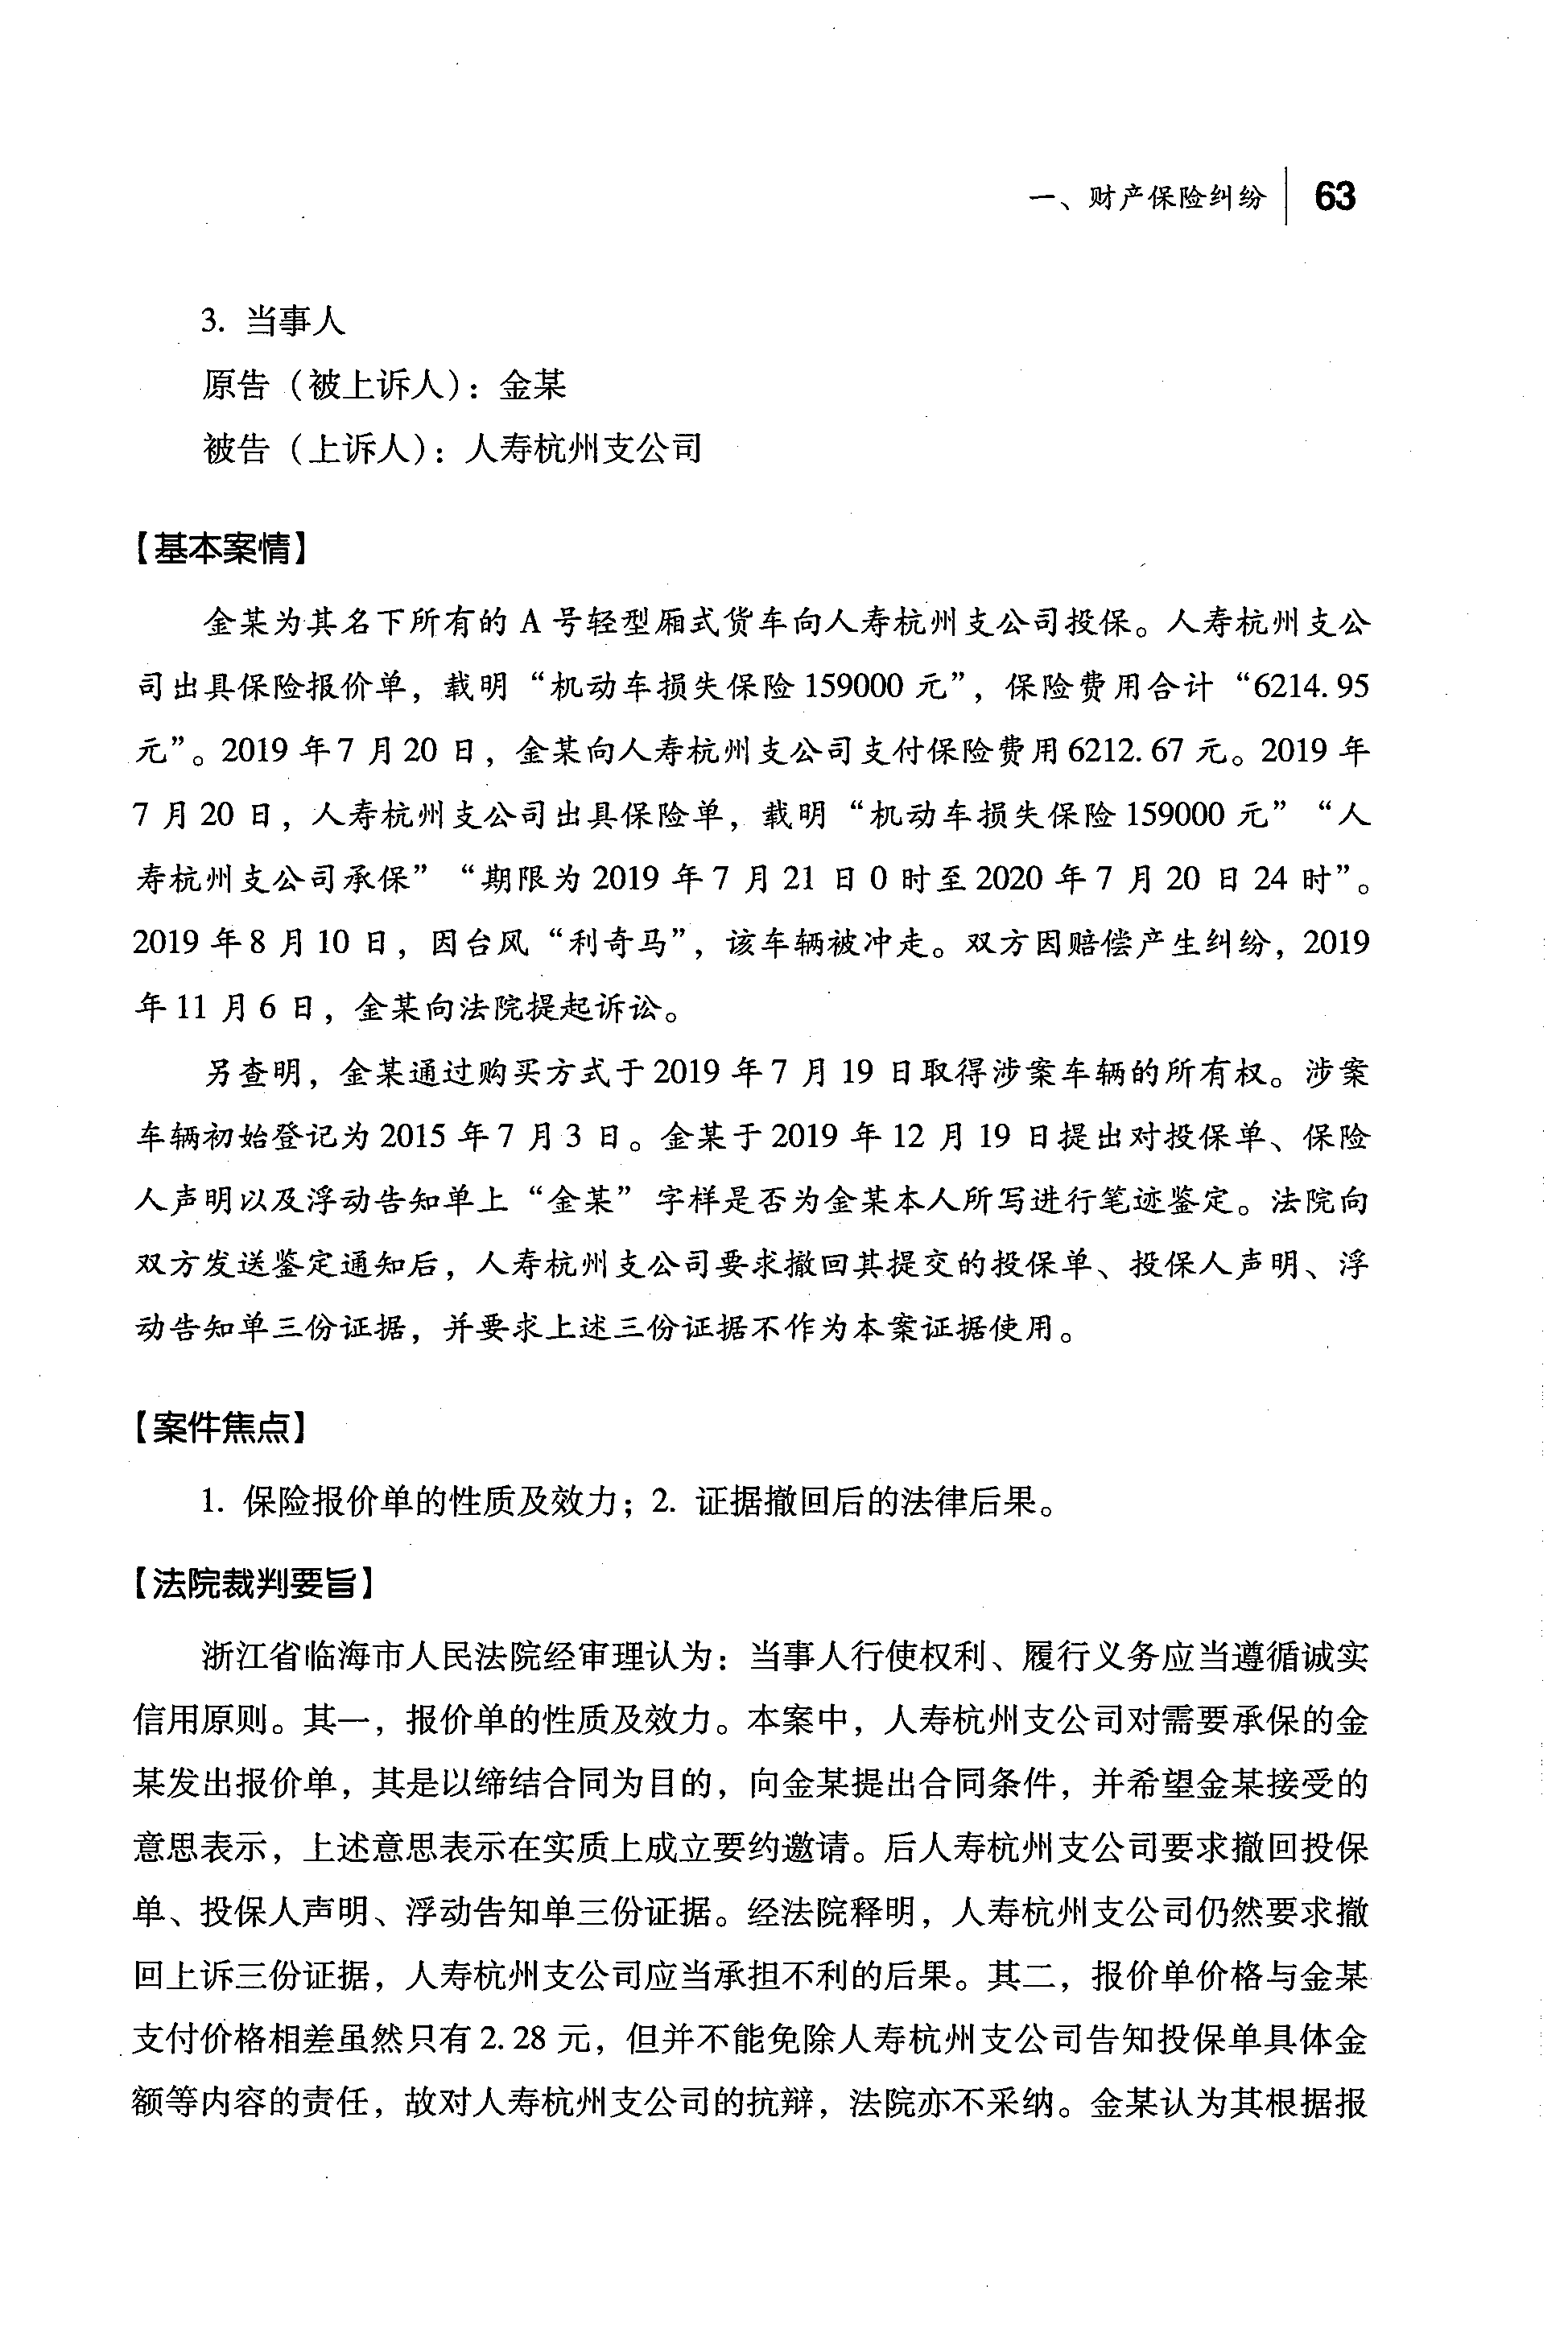 一、财产保险纠纷 63
3. 当事人
原告（被上诉人）：金某
被告（上诉人）：人寿杭州支公司
【基本案情】
金某为其名下所有的 A 号轻型厢式货车向人寿杭州支公司投保。人寿杭州支公
司出具保险报价单，载明“机动车损失保险 159000 元”，保险费用合计“6214.95
元”。2019 年 7 月 20 日，金某向人寿杭州支公司支付保险费用 6212.67 元。2019 年
7 月 20 日，人寿杭州支公司出具保险单，载明“机动车损失保险 159000 元”“人
寿杭州支公司承保”“期限为 2019 年 7 月 21 日 0 时至 2020 年 7 月 20 日 24 时”。
2019 年 8 月 10 日，因台风“利奇马”，该车辆被冲走。双方因赔偿产生纠纷，2019
年 11 月 6 日，金某向法院提起诉讼。
另查明，金某通过购买方式于 2019 年 7 月 19 日取得涉案车辆的所有权。涉案
车辆初始登记为 2015 年 7 月 3 日。金某于 2019 年 12 月 19 日提出对投保单、保险
人声明以及浮动告知单上“金某”字样是否为金某本人所写进行笔迹鉴定。法院向
双方发送鉴定通知后，人寿杭州支公司要求撤回其提交的投保单、投保人声明、浮
动告知单三份证据，并要求上述三份证据不作为本案证据使用。
【案件焦点】
1. 保险报价单的性质及效力；2. 证据撤回后的法律后果。
【法院裁判要旨】
浙江省临海市人民法院经审理认为：当事人行使权利、履行义务应当遵循诚实
信用原则。其一，报价单的性质及效力。本案中，人寿杭州支公司对需要承保的金
某发出报价单，其是以缔结合同为目的，向金某提出合同条件，并希望金某接受的
意思表示，上述意思表示在实质上成立要约邀请。后人寿杭州支公司要求撤回投保
单、投保人声明、浮动告知单三份证据。经法院释明，人寿杭州支公司仍然要求撤
回上诉三份证据，人寿杭州支公司应当承担不利的后果。其二，报价单价格与金某
支付价格相差虽然只有 2.28 元，但并不能免除人寿杭州支公司告知投保单具体金
额等内容的责任，故对人寿杭州支公司的抗辩，法院亦不采纳。金某认为其根据报